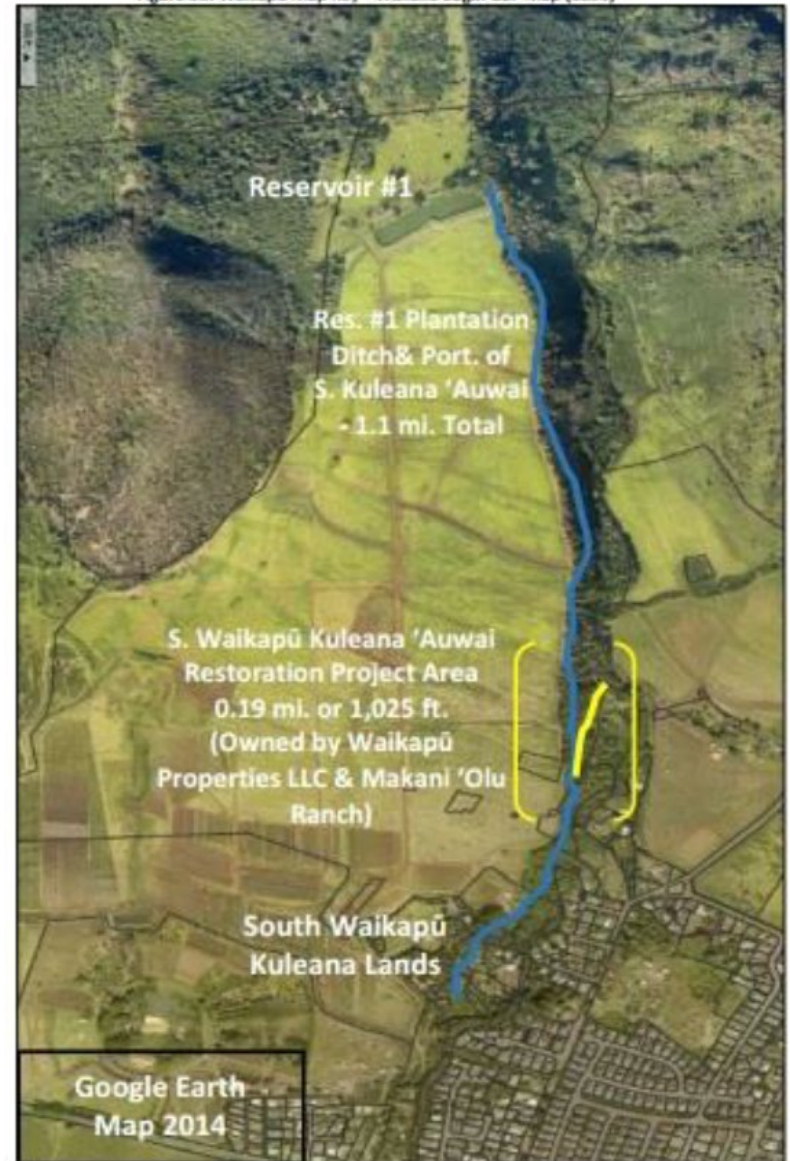 Reservoir #1
Res. #1 Plantation
Ditch& Port. of
S. Kuleana ‘Auwai
- 1.1 mi. Total
S. Waikapū Kuleana ‘Auwai
Restoration Project Area
0.19 mi. or 1,025 ft.
(Owned by Waikapū
Properties LLC & Makani ‘Olu
Ranch)
South Waikapū
Kuleana Lands
Google Earth
Map 2014